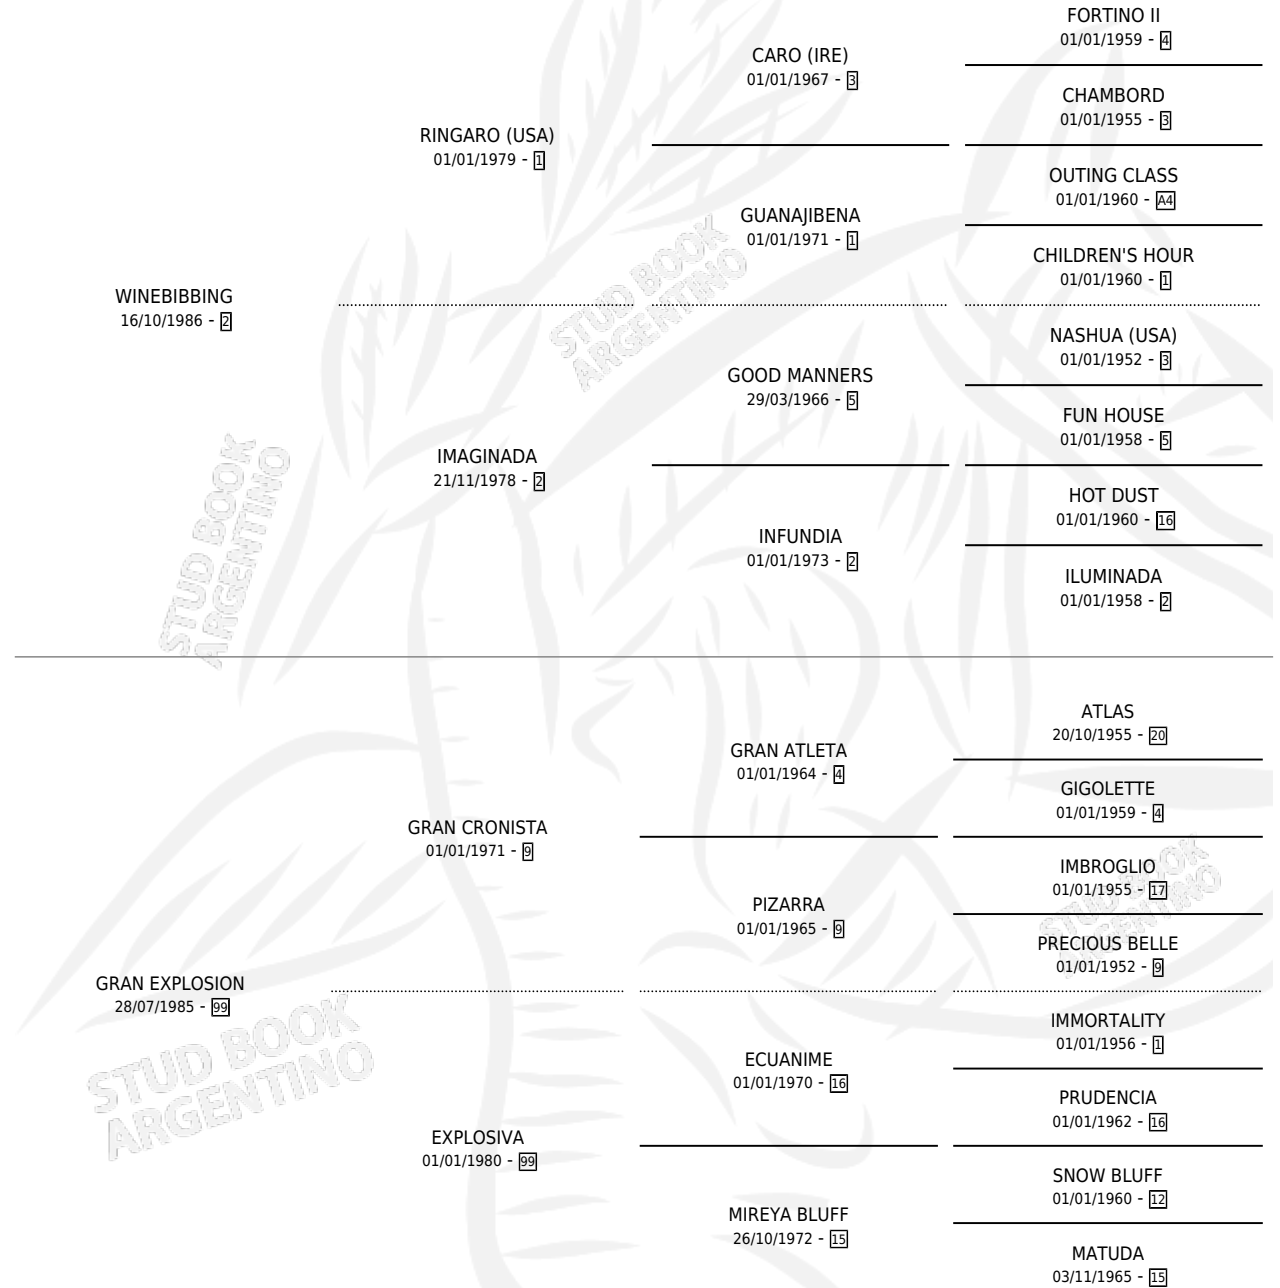 FORTINO II
01/01/1959 - 4
CARO (IRE)
01/01/1967 - 3
CHAMBORD
01/01/1955 - 3
RINGARO (USA)
01/01/1979 - 1
OUTING CLASS
01/01/1960 - A4
GUANAJIBENA
01/01/1971 - 1
CHILDREN'S HOUR
01/01/1960 - 1
WINEBIBBING
16/10/1986 - 2
STUD BOOK
ARGENTINO
NASHUA (USA)
01/01/1952 - 3
GOOD MANNERS
29/03/1966 - 5
FUN HOUSE
01/01/1958 - 5
IMAGINADA
21/11/1978 - 2
HOT DUST
01/01/1960 - 16
INFUNDIA
01/01/1973 - 2
ILUMINADA
01/01/1958 - 2
STUD BOOK
ARGENTINO
ATLAS
20/10/1955 - 20
GRAN ATLETA
01/01/1964 - 4
GIGOLETTE
01/01/1959 - 4
GRAN CRONISTA
01/01/1971 - 9
IMBROGLIO
01/01/1955 - 17
PIZARRA
01/01/1965 - 9
PRECIOUS BELLE
01/01/1952 - 9
STUD BOOK
ARGENTINO
GRAN EXPLOSION
28/07/1985 - 99
STUD BOOK
ARGENTINO
IMMORTALITY
01/01/1956 - 1
ECUANIME
01/01/1970 - 16
PRUDENCIA
01/01/1962 - 16
EXPLOSIVA
01/01/1980 - 99
SNOW BLUFF
01/01/1960 - 12
MIREYA BLUFF
26/10/1972 - 15
MATUDA
03/11/1965 - 15